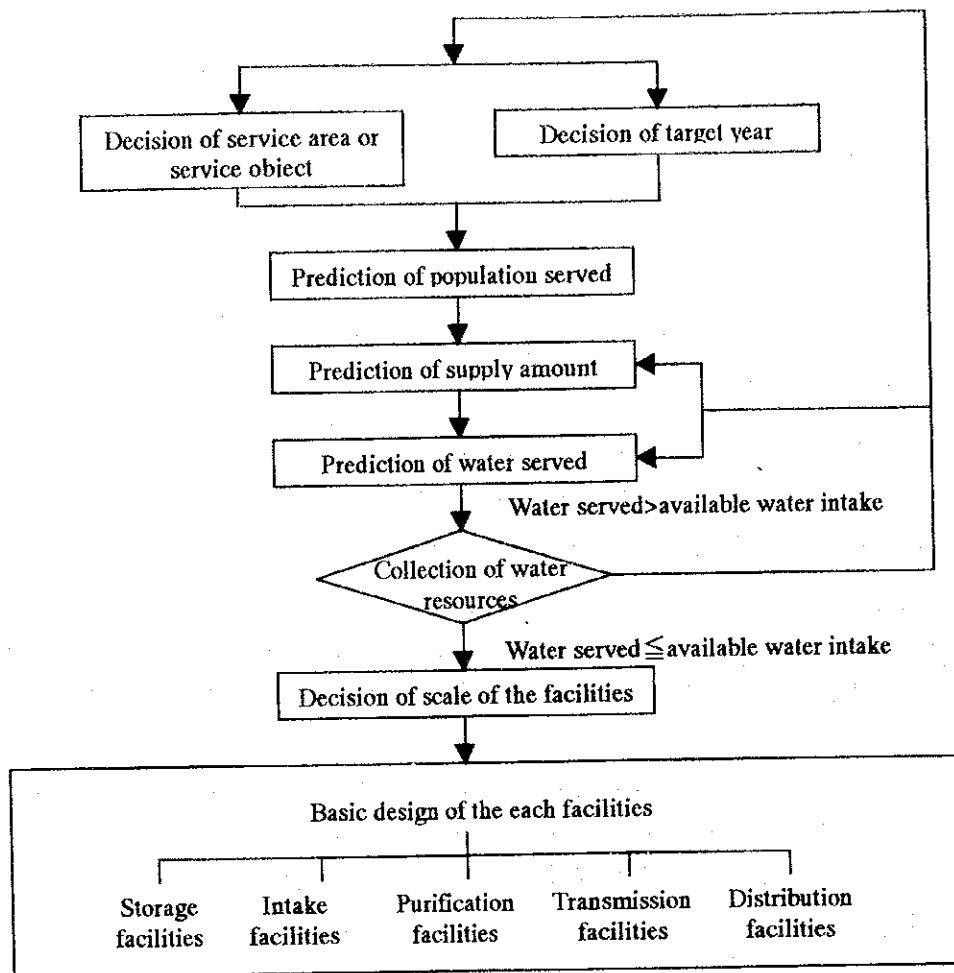 Decision of service area or
service object
Decision of target year
Prediction of population served
Prediction of supply amount
Prediction of water served
Water served>available water intake
Collection of water
resources
Water served≦available water intake
Decision of scale of the facilities
Basic design of the each facilities
Storage
facilities
Intake
facilities
Purification
facilities
Transmission
facilities
Distribution
facilities